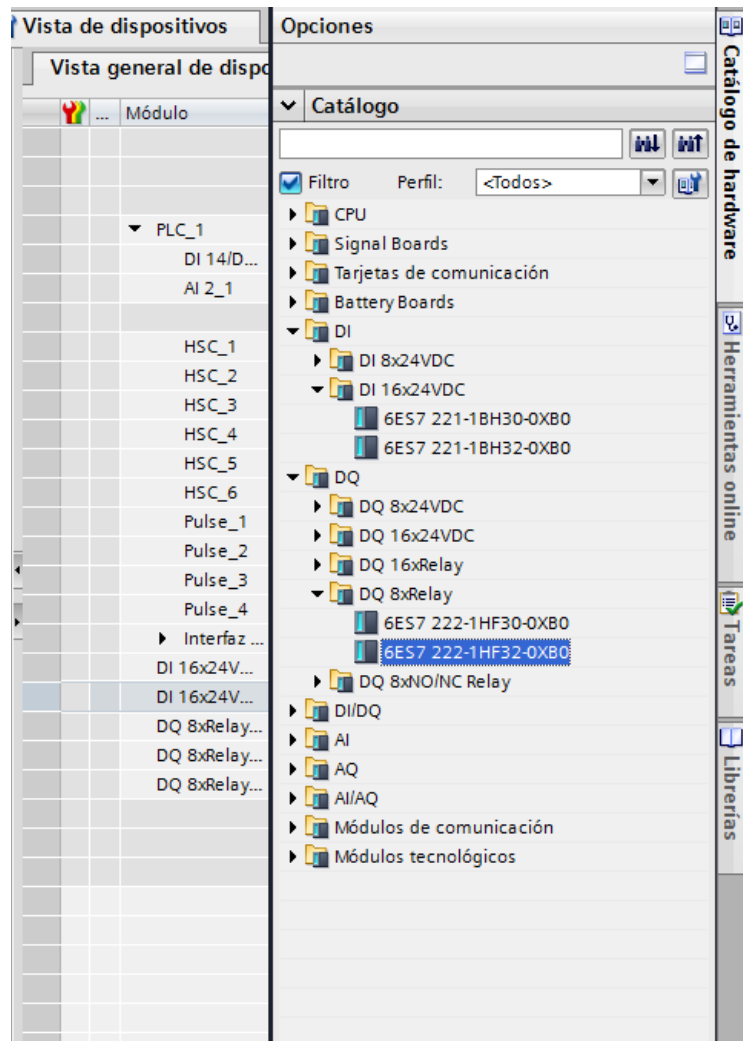 Vista de dispositivos
Vista general de dispo
... Módulo
PLC_1
DI 14/D...
AI 2_1
HSC_1
HSC_2
HSC_3
HSC_4
HSC_5
HSC_6
Pulse_1
Pulse_2
Pulse_3
Pulse_4
Interfaz ...
DI 16x24V...
DI 16x24V...
DQ 8xRelay...
DQ 8xRelay...
DQ 8xRelay...
Opciones
Catálogo
Filtro Perfil: <Todos>
CPU
Signal Boards
Tarjetas de comunicación
Battery Boards
DI
DI 8x24VDC
DI 16x24VDC
6ES7 221-1BH30-0XB0
6ES7 221-1BH32-0XB0
DQ
DQ 8x24VDC
DQ 16x24VDC
DQ 16xRelay
DQ 8xRelay
6ES7 222-1HF30-0XB0
6ES7 222-1HF32-0XB0
DQ 8xNO/NC Relay
DI/DQ
AI
AQ
AI/AQ
Módulos de comunicación
Módulos tecnológicos
Catálogo de hardware
Herramientas online
Tareas
Librerías